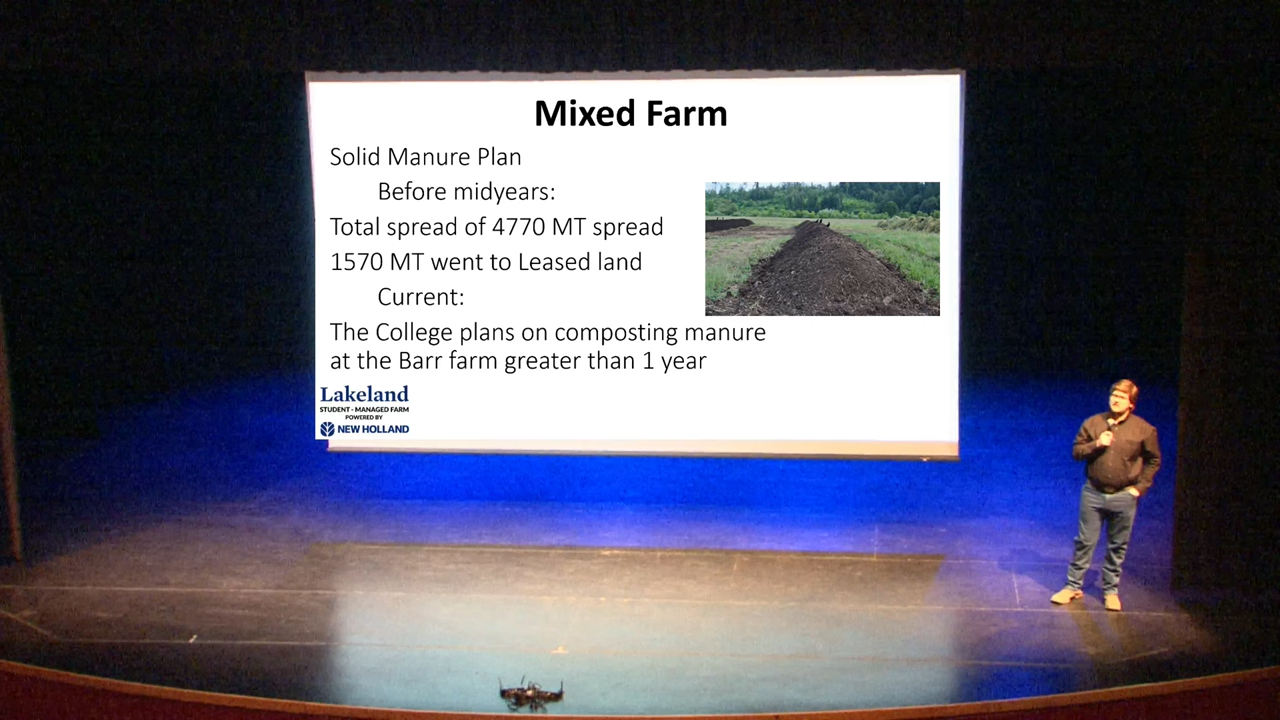 Mixed Farm
Solid Manure Plan
Before midyears:
Total spread of 4770 MT spread
1570 MT went to Leased land
Current:
The College plans on composting manure
at the Barr farm greater than 1 year
Lakeland
STUDENT - MANAGED FARM
POWERED BY
NEW HOLLAND